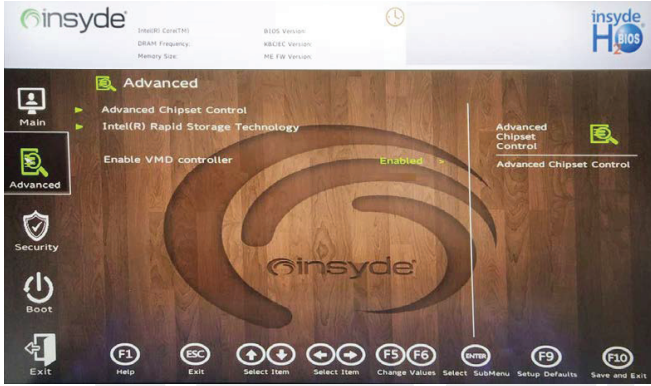 insyde
Intel(R) Core(TM)
DRAM Frequency:
Memory Size:
BIOS Version:
KBC/EC Version:
ME FW Version:
insyde
H2O BIOS
Main
Advanced
Security
Boot
Exit
Advanced
Advanced Chipset Control
Intel(R) Rapid Storage Technology
Enable VMD controller Enabled >
Advanced
Chipset
Control
Advanced Chipset Control
insyde
F1
Help
ESC
Exit
Select Item
Select Item
F5 F6
Change Values
ENTER
Select SubMenu
F9
Setup Defaults
F10
Save and Exit